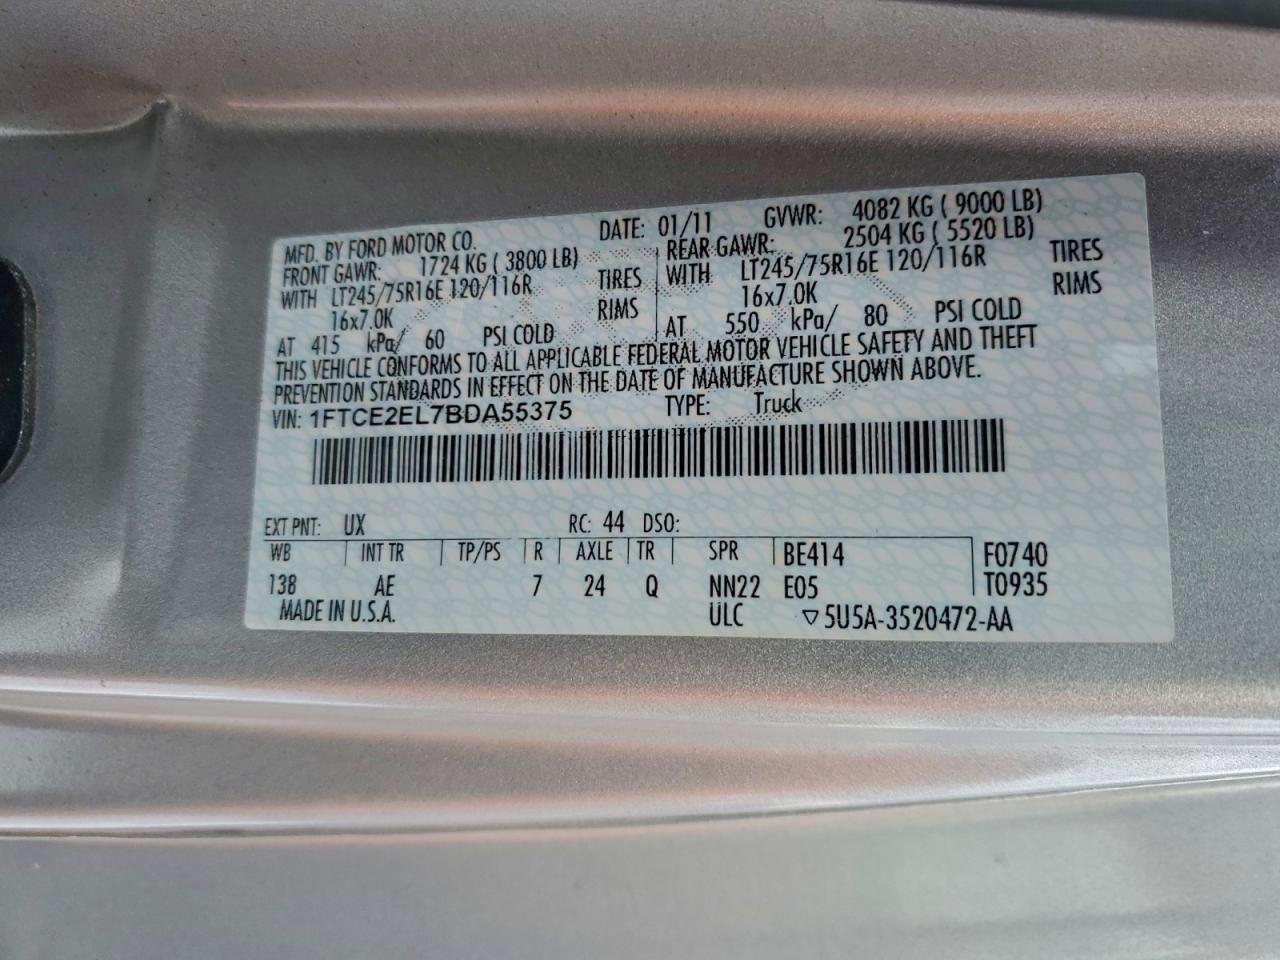 MFD. BY FORD MOTOR CO. DATE: 01/11 GVWR: 4082 KG ( 9000 LB)
FRONT GAWR: 1724 KG ( 3800 LB) REAR GAWR: 2504 KG ( 5520 LB)
WITH LT245/75R16E 120/116R TIRES WITH LT245/75R16E 120/116R TIRES
16x7.0K RIMS 16x7.0K RIMS
AT 415 kPa/ 60 PSI COLD AT 550 kPa/ 80 PSI COLD
THIS VEHICLE CONFORMS TO ALL APPLICABLE FEDERAL MOTOR VEHICLE SAFETY AND THEFT
PREVENTION STANDARDS IN EFFECT ON THE DATE OF MANUFACTURE SHOWN ABOVE.
VIN: 1FTCE2EL7BDA55375 TYPE: Truck
EXT PNT: UX RC: 44 DSO:
WB INT TR TP/PS R AXLE TR SPR BE414 F0740
138 AE 7 24 Q NN22 E05 T0935
MADE IN U.S.A. ULC ▽5U5A-3520472-AA